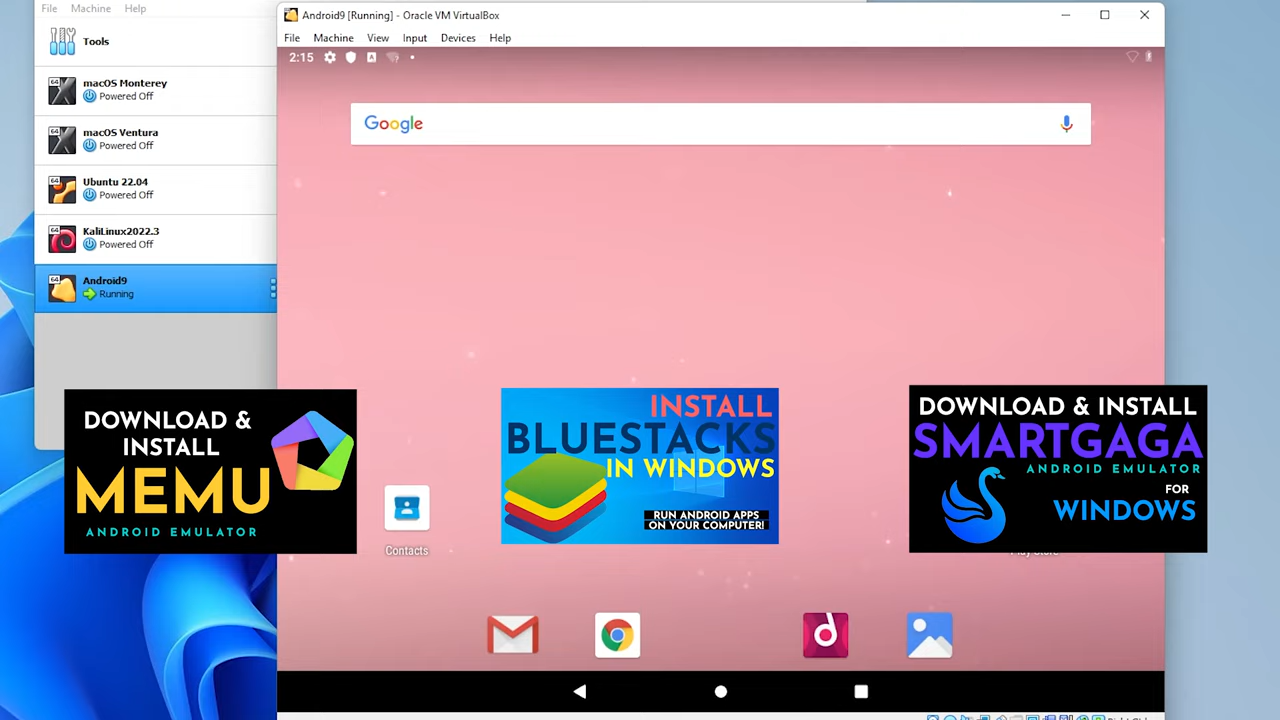 File Machine Help
Tools
macOS Monterey
Powered Off
macOS Ventura
Powered Off
Ubuntu 22.04
Powered Off
KaliLinux2022.3
Powered Off
Android9
Running
Android9 [Running] - Oracle VM VirtualBox
File Machine View Input Devices Help
2:15
Google
DOWNLOAD &
INSTALL
MEMU
ANDROID EMULATOR
INSTALL
BLUESTACKS
IN WINDOWS
RUN ANDROID APPS
ON YOUR COMPUTER!
DOWNLOAD & INSTALL
SMARTGAGA
ANDROID EMULATOR
FOR
WINDOWS
Contacts
Play Store